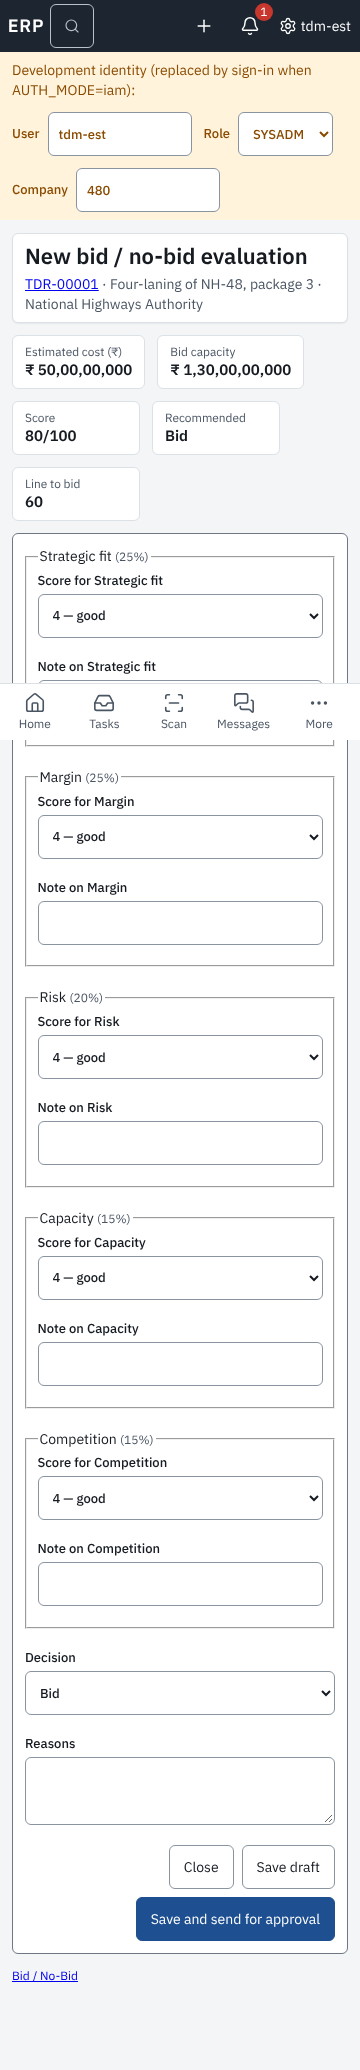 ERP
1
tdm-est
Development identity (replaced by sign-in when
AUTH_MODE=iam):
User
tdm-est
Role
SYSADM
Company
480
New bid / no-bid evaluation
TDR-00001 · Four-laning of NH-48, package 3 ·
National Highways Authority
Estimated cost (₹)
₹ 50,00,00,000
Bid capacity
₹ 1,30,00,00,000
Score
80/100
Recommended
Bid
Line to bid
60
Strategic fit (25%)
Score for Strategic fit
4 — good
Note on Strategic fit
Home
Tasks
Scan
Messages
More
Margin (25%)
Score for Margin
4 — good
Note on Margin
Risk (20%)
Score for Risk
4 — good
Note on Risk
Capacity (15%)
Score for Capacity
4 — good
Note on Capacity
Competition (15%)
Score for Competition
4 — good
Note on Competition
Decision
Bid
Reasons
Close
Save draft
Save and send for approval
Bid / No-Bid